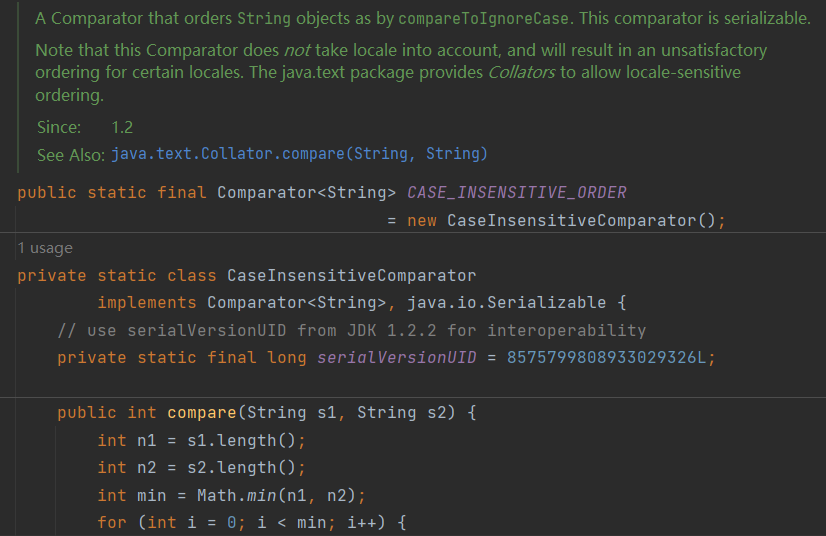 A Comparator that orders String objects as by compareToIgnoreCase. This comparator is serializable.
Note that this Comparator does not take locale into account, and will result in an unsatisfactory
ordering for certain locales. The java.text package provides Collators to allow locale-sensitive
ordering.
Since: 1.2
See Also: java.text.Collator.compare(String, String)
public static final Comparator<String> CASE_INSENSITIVE_ORDER
= new CaseInsensitiveComparator();
1 usage
private static class CaseInsensitiveComparator
implements Comparator<String>, java.io.Serializable {
// use serialVersionUID from JDK 1.2.2 for interoperability
private static final long serialVersionUID = 8575799808933029326L;
public int compare(String s1, String s2) {
int n1 = s1.length();
int n2 = s2.length();
int min = Math.min(n1, n2);
for (int i = 0; i < min; i++) {